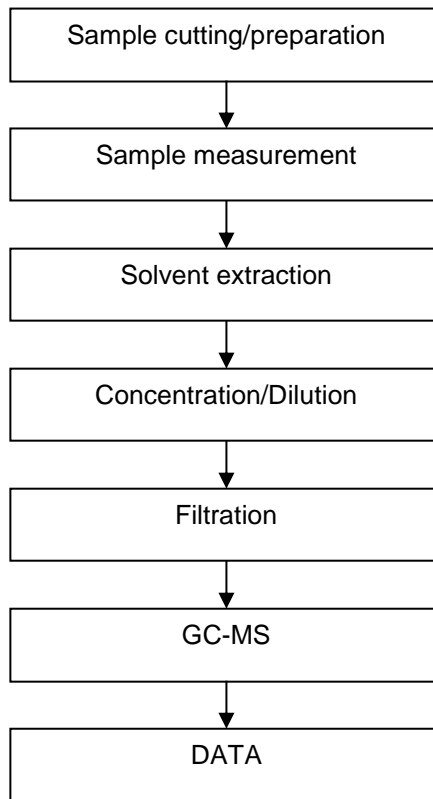 Sample cutting/preparation
Sample measurement
Solvent extraction
Concentration/Dilution
Filtration
GC-MS
DATA